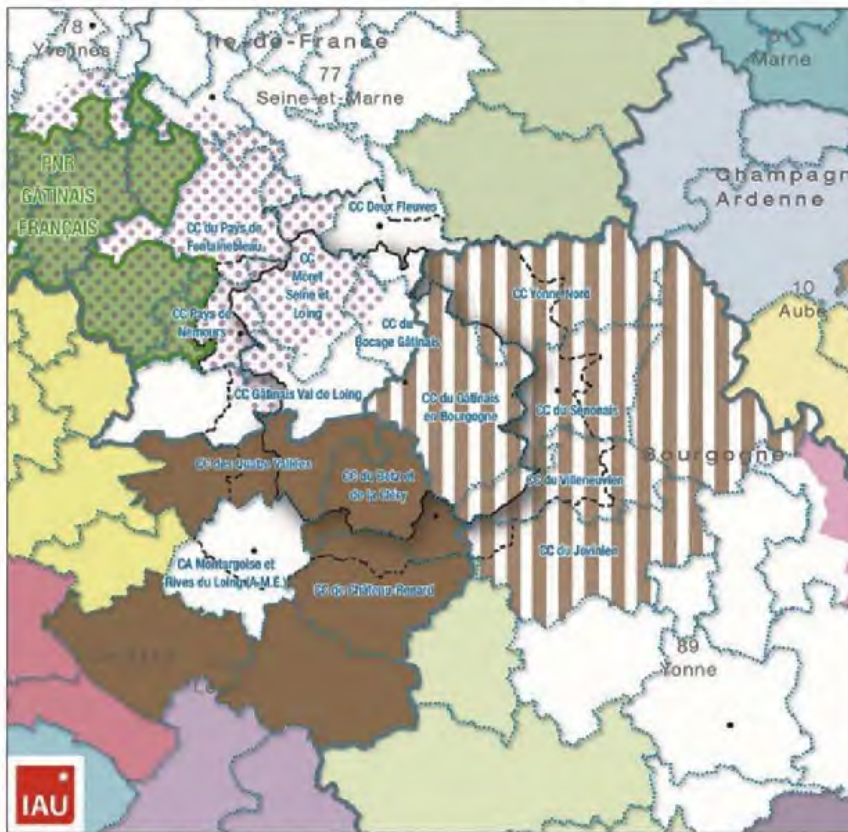 78
Yvelines
Ile-de-France
77
Seine-et-Marne
51
Marne
PNR
GÂTINAIS
FRANÇAIS
CC Deux Fleuves
Champagn
Ardenne
CC du Pays de
Fontainebleau
CC
Moret
Seine et
Loing
CC Yonne Nord
10
Aube
CC Pays de
Nemours
CC du
Bocage Gâtinais
CC Gâtinais Val de Loing
CC du Gâtinais
en Bourgogne
CC du Sénonais
CC des Quatre Vallées
CC du Betz et
de la Cléry
Bourgogne
CC du Villeneuvien
CC du Jovinien
CA Montargoise et
Rives du Loing (A.M.E.)
CC de Château-Renard
89
Yonne
IAU